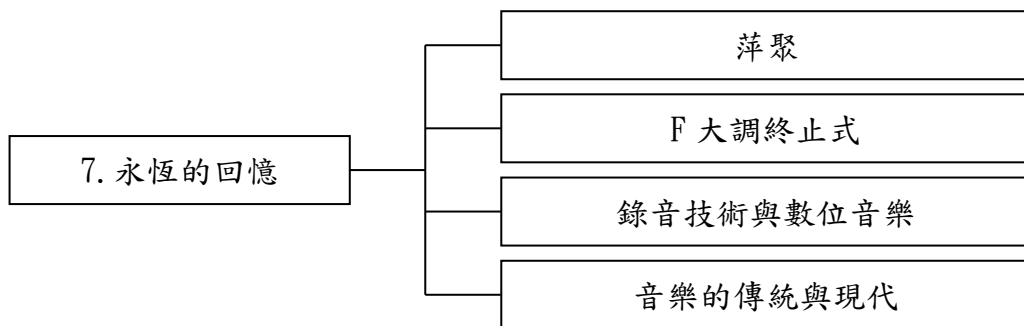 萍聚
F 大調終止式
7.永恆的回憶
錄音技術與數位音樂
音樂的傳統與現代